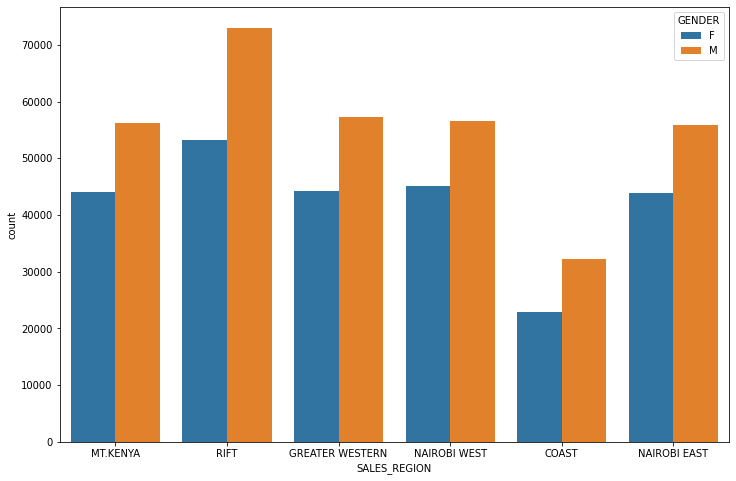 GENDER
F
M
70000
60000
50000
40000
30000
20000
10000
0
count
MT.KENYA RIFT GREATER WESTERN NAIROBI WEST COAST NAIROBI EAST
SALES_REGION